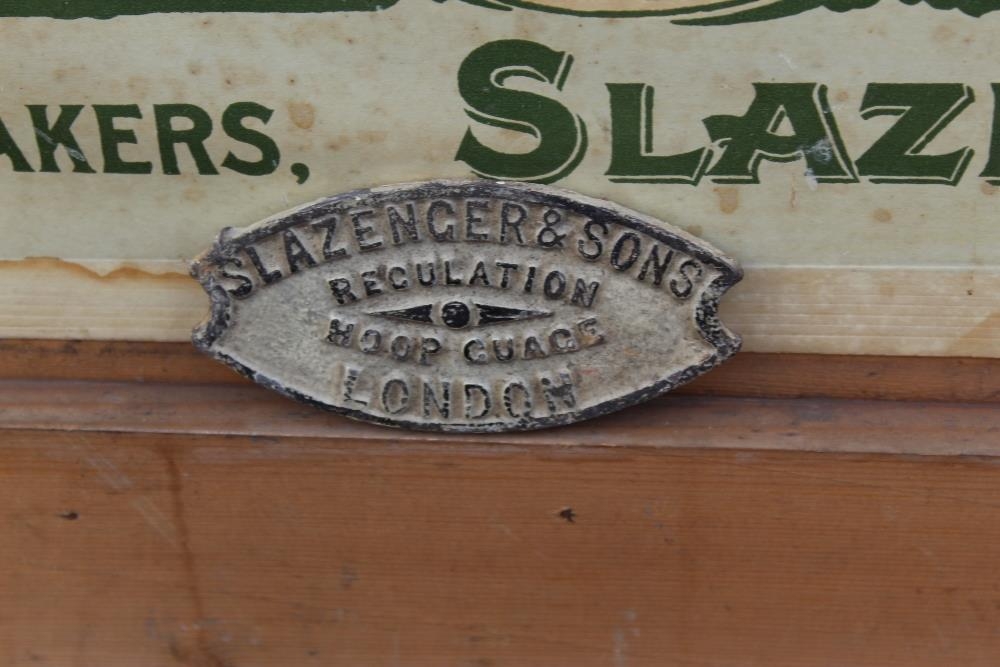 AKERS, SLAZ
SLAZENGER & SONS
REGULATION
HOOP GUAGE
LONDON